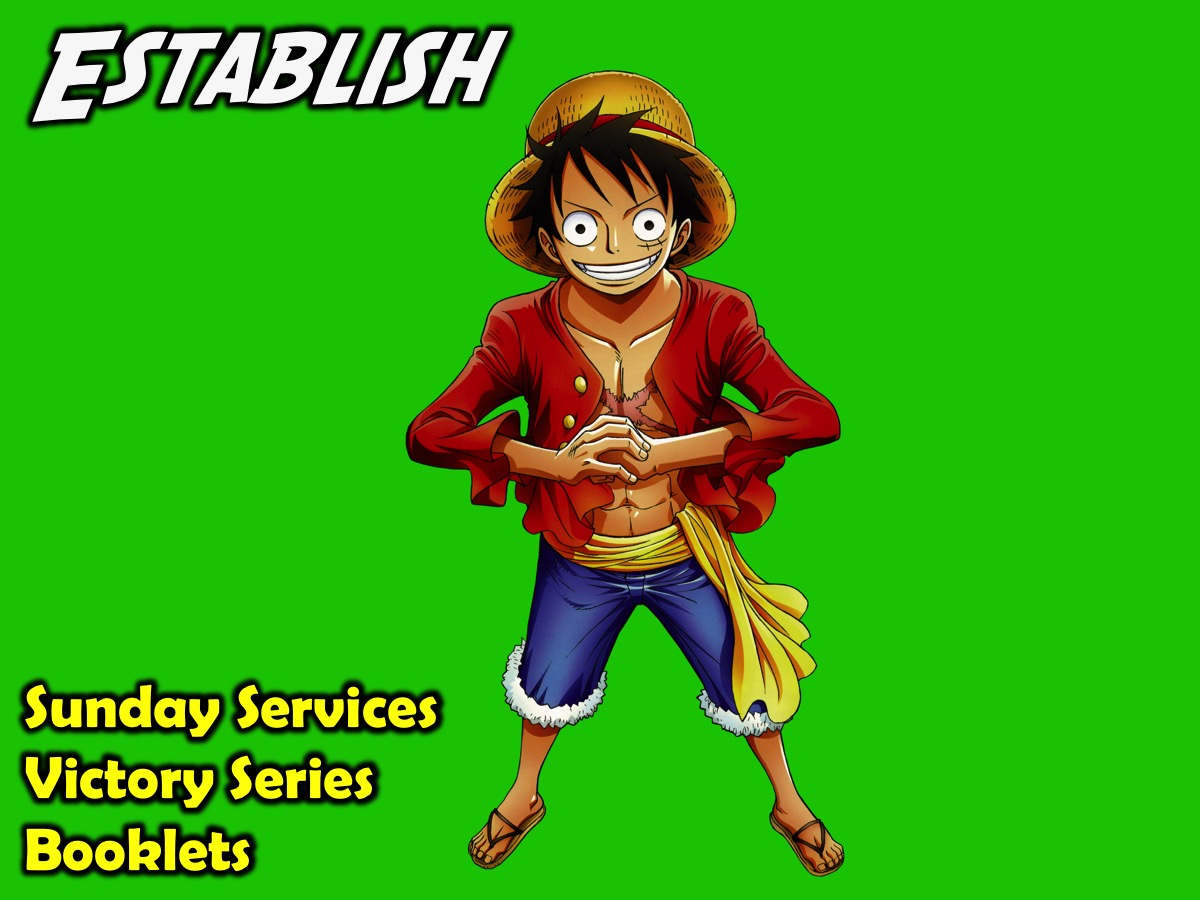 Establish
Sunday Services
Victory Series
Booklets